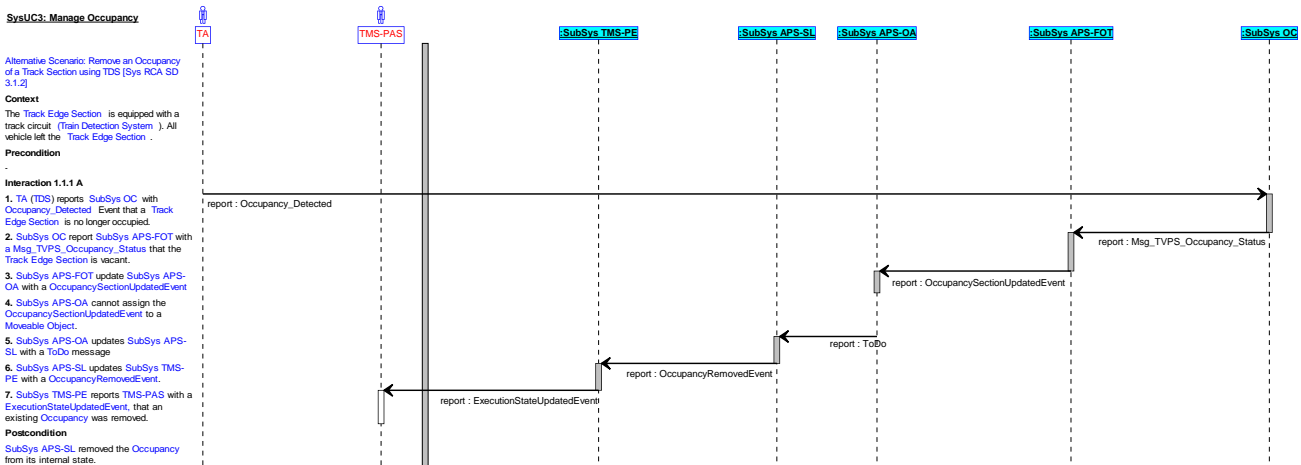 SysUC3: Manage Occupancy
TA
TMS-PAS
:SubSys TMS-PE
:SubSys APS-SL
:SubSys APS-OA
:SubSys APS-FOT
:SubSys OC
Alternative Scenario: Remove an Occupancy
of a Track Section using TDS [Sys RCA SD
3.1.2]
Context
The Track Edge Section is equipped with a
track circuit (Train Detection System ). All
vehicle left the Track Edge Section .
Precondition
-
Interaction 1.1.1 A
1. TA (TDS) reports SubSys OC with
Occupancy_Detected Event that a Track
Edge Section is no longer occupied.
2. SubSys OC report SubSys APS-FOT with
a Msg_TVPS_Occupancy_Status that the
Track Edge Section is vacant.
3. SubSys APS-FOT update SubSys APS-
OA with a OccupancySectionUpdatedEvent
4. SubSys APS-OA cannot assign the
OccupancySectionUpdatedEvent to a
Moveable Object.
5. SubSys APS-OA updates SubSys APS-
SL with a ToDo message
6. SubSys APS-SL updates SubSys TMS-
PE with a OccupancyRemovedEvent.
7. SubSys TMS-PE reports TMS-PAS with a
ExecutionStateUpdatedEvent, that an
existing Occupancy was removed.
Postcondition
SubSys APS-SL removed the Occupancy
from its internal state.
report : Occupancy_Detected
report : Msg_TVPS_Occupancy_Status
report : OccupancySectionUpdatedEvent
report : ToDo
report : OccupancyRemovedEvent
report : ExecutionStateUpdatedEvent